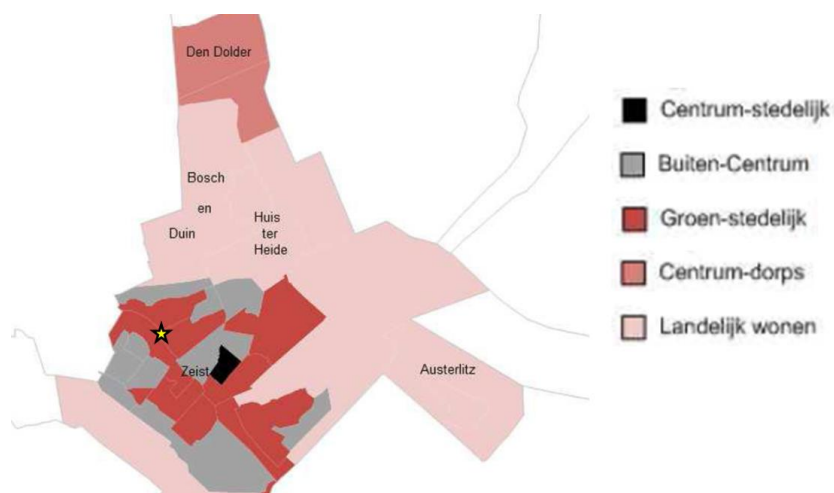 Den Dolder
Bosch
en
Duin
Huis
ter
Heide
Zeist
Austerlitz
Centrum-stedelijk
Buiten-Centrum
Groen-stedelijk
Centrum-dorps
Landelijk wonen